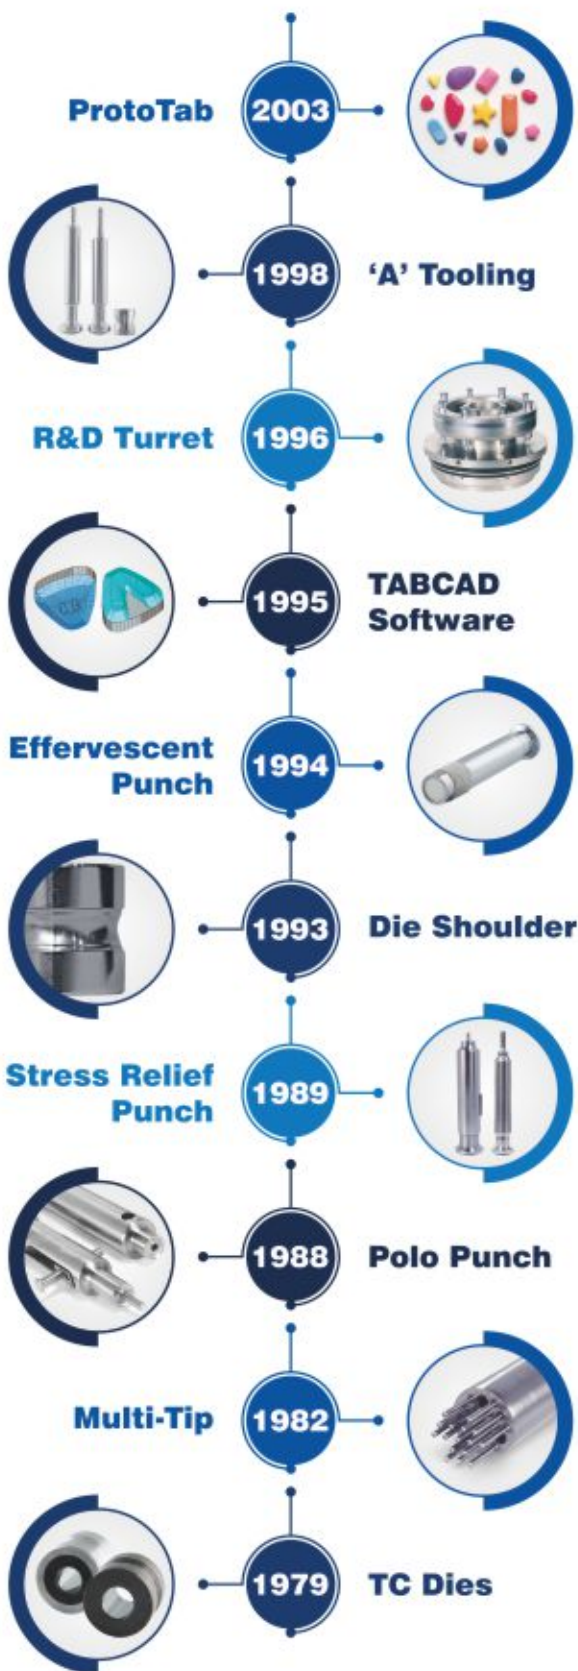 ProtoTab
2003
1998
‘A’ Tooling
R&D Turret
1996
1995
TABCAD
Software
Effervescent
Punch
1994
1993
Die Shoulder
Stress Relief
Punch
1989
1988
Polo Punch
Multi-Tip
1982
1979
TC Dies